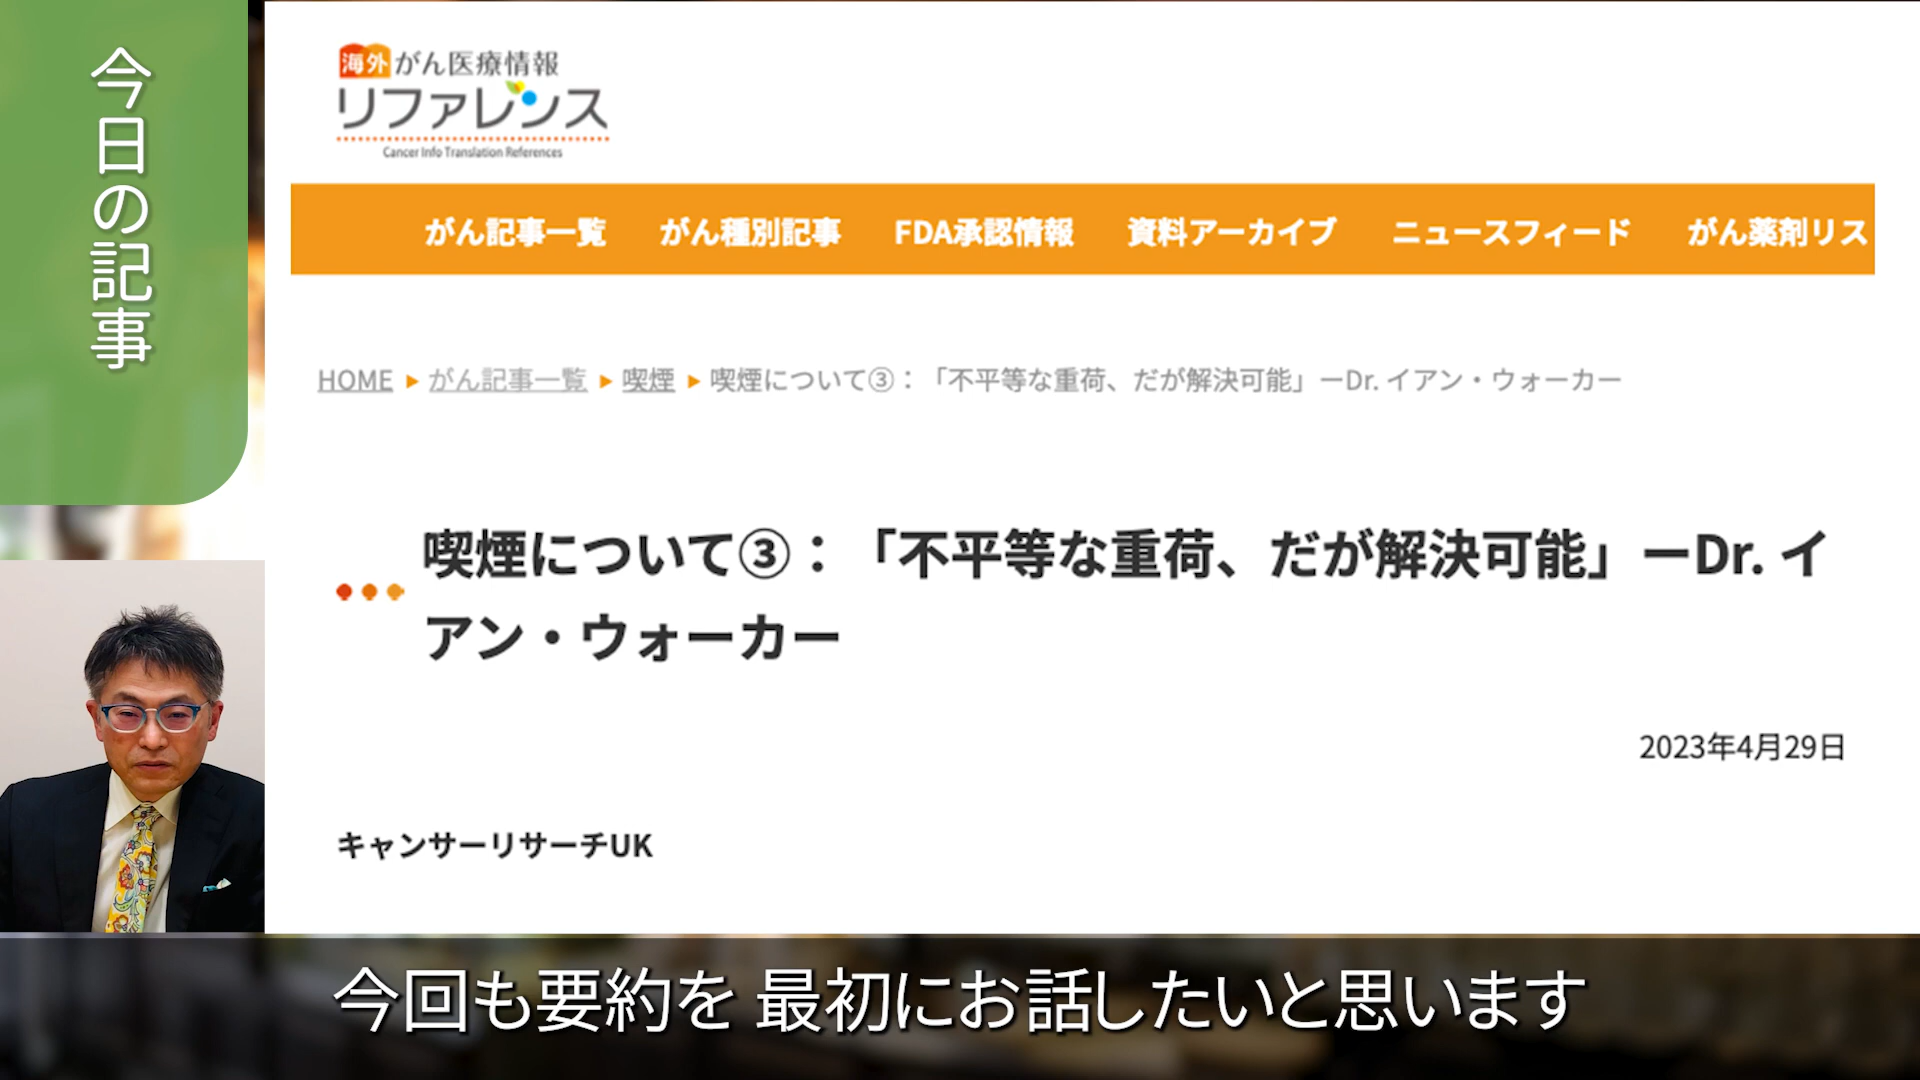 今日の記事
海外がん医療情報
リファレンス
Cancer Info Translation References
がん記事一覧 がん種別記事 FDA承認情報 資料アーカイブ ニュースフィード がん薬剤リス
HOME ▶ がん記事一覧 ▶ 喫煙 ▶ 喫煙について③：「不平等な重荷、だが解決可能」ーDr. イアン・ウォーカー
喫煙について③：「不平等な重荷、だが解決可能」ーDr. イ
アン・ウォーカー
2023年4月29日
キャンサーリサーチUK
今回も要約を 最初にお話したいと思います